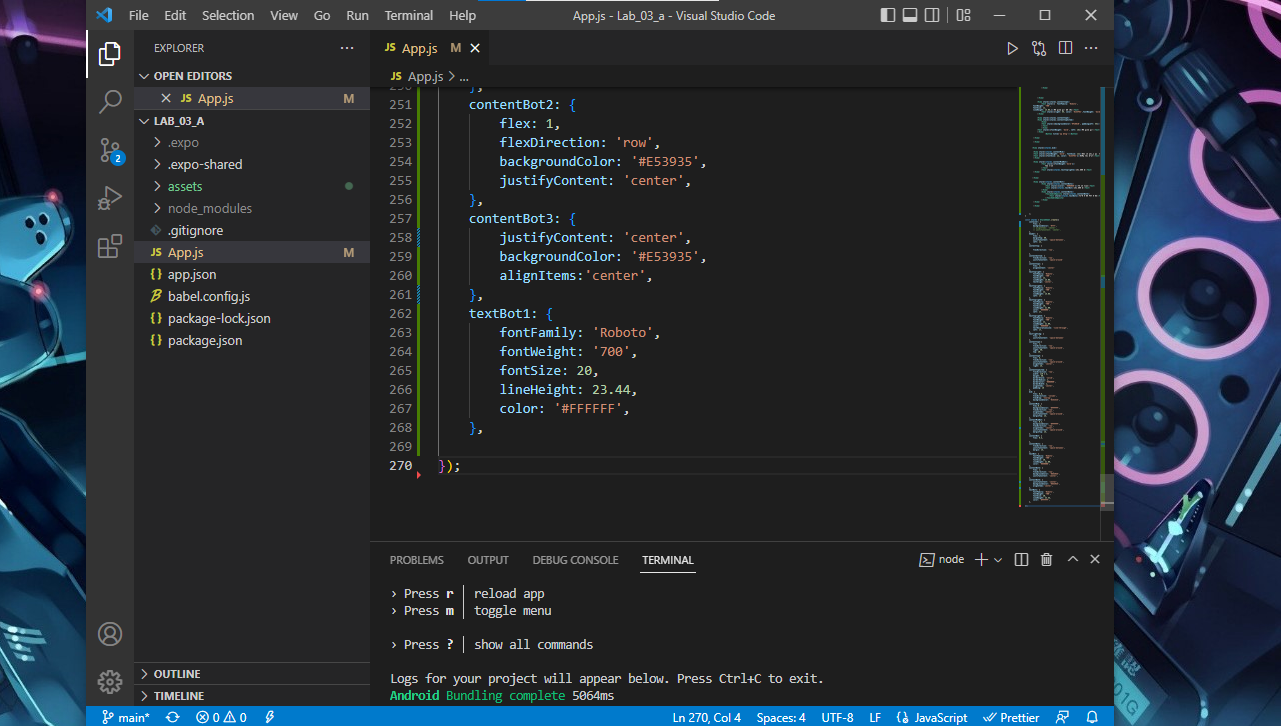 File Edit Selection View Go Run Terminal Help App.js - Lab_03_a - Visual Studio Code
EXPLORER
OPEN EDITORS
JS App.js M
LAB_03_A
.expo
.expo-shared
assets
node_modules
.gitignore
JS App.js M
{} app.json
babel.config.js
{} package-lock.json
{} package.json
OUTLINE
TIMELINE
2
JS App.js M
JS App.js > ...
251 contentBot2: {
252 flex: 1,
253 flexDirection: 'row',
254 backgroundColor: '#E53935',
255 justifyContent: 'center',
256 },
257 contentBot3: {
258 justifyContent: 'center',
259 backgroundColor: '#E53935',
260 alignItems:'center',
261 },
262 textBot1: {
263 fontFamily: 'Roboto',
264 fontWeight: '700',
265 fontSize: 20,
266 lineHeight: 23.44,
267 color: '#FFFFFF',
268 },
269
270 });
PROBLEMS OUTPUT DEBUG CONSOLE TERMINAL node
› Press r │ reload app
› Press m │ toggle menu
› Press ? │ show all commands
Logs for your project will appear below. Press Ctrl+C to exit.
Android Bundling complete 5064ms
main* 0 0 Ln 270, Col 4 Spaces: 4 UTF-8 LF {} JavaScript Prettier